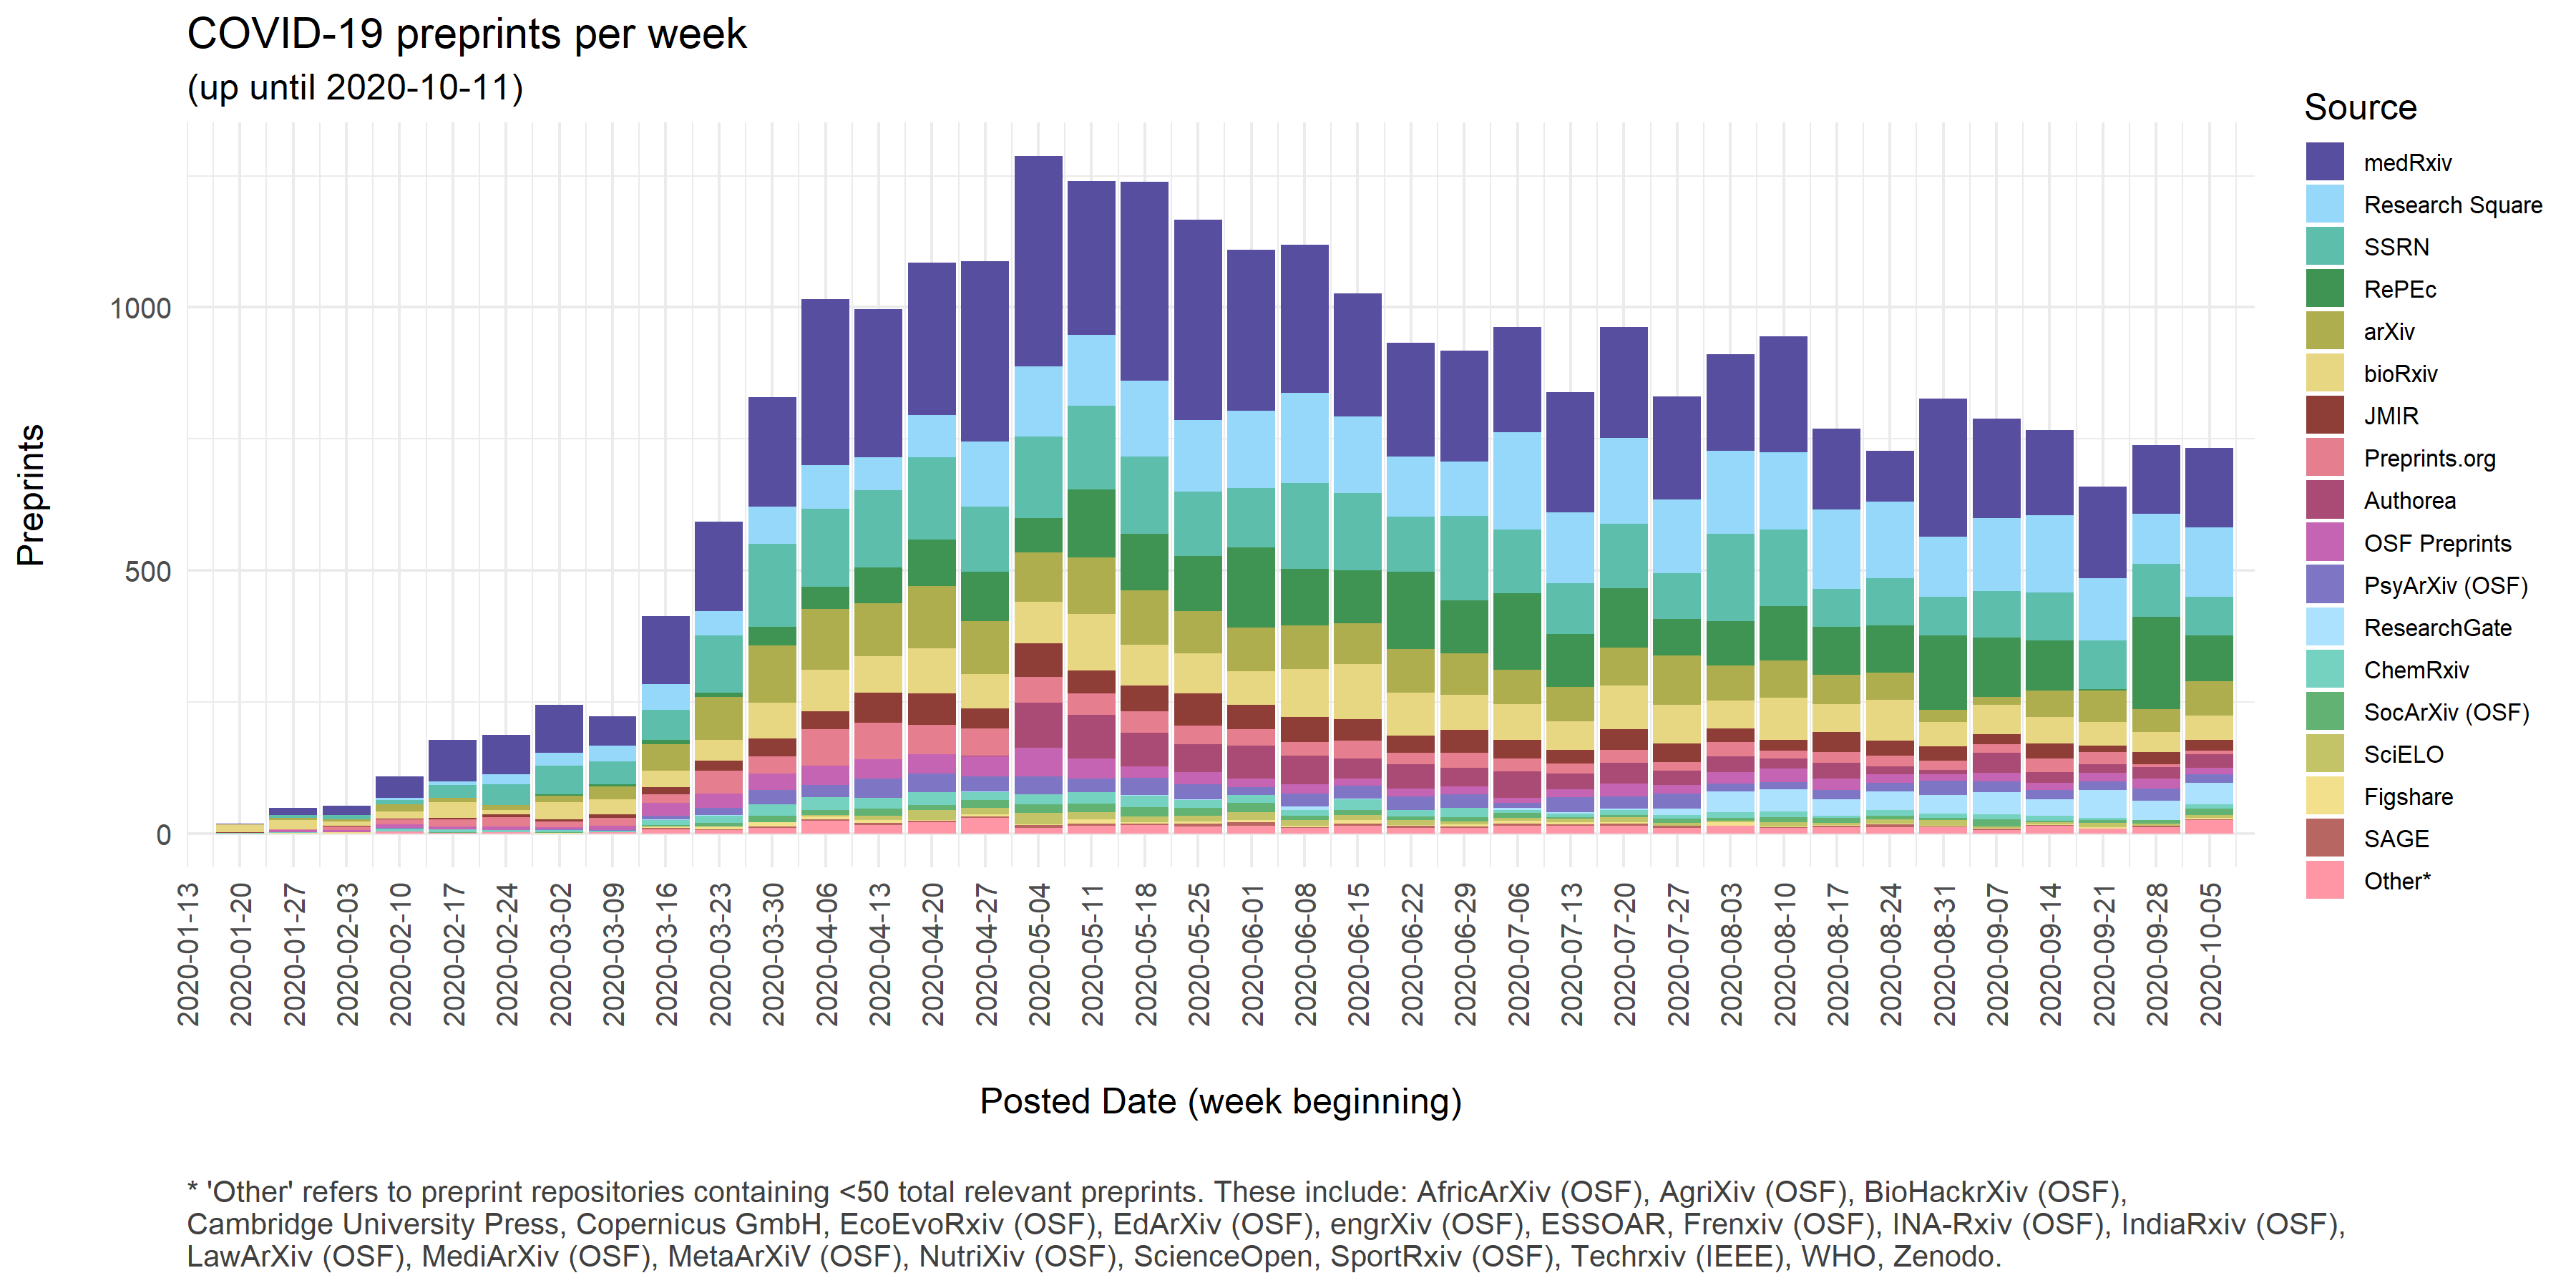 COVID-19 preprints per week
(up until 2020-10-11)
Preprints
1000
500
0
2020-01-13
2020-01-20
2020-01-27
2020-02-03
2020-02-10
2020-02-17
2020-02-24
2020-03-02
2020-03-09
2020-03-16
2020-03-23
2020-03-30
2020-04-06
2020-04-13
2020-04-20
2020-04-27
2020-05-04
2020-05-11
2020-05-18
2020-05-25
2020-06-01
2020-06-08
2020-06-15
2020-06-22
2020-06-29
2020-07-06
2020-07-13
2020-07-20
2020-07-27
2020-08-03
2020-08-10
2020-08-17
2020-08-24
2020-08-31
2020-09-07
2020-09-14
2020-09-21
2020-09-28
2020-10-05
Posted Date (week beginning)
Source
medRxiv
Research Square
SSRN
RePEc
arXiv
bioRxiv
JMIR
Preprints.org
Authorea
OSF Preprints
PsyArXiv (OSF)
ResearchGate
ChemRxiv
SocArXiv (OSF)
SciELO
Figshare
SAGE
Other*
* 'Other' refers to preprint repositories containing <50 total relevant preprints. These include: AfricArXiv (OSF), AgriXiv (OSF), BioHackrXiv (OSF),
Cambridge University Press, Copernicus GmbH, EcoEvoRxiv (OSF), EdArXiv (OSF), engrXiv (OSF), ESSOAR, Frenxiv (OSF), INA-Rxiv (OSF), IndiaRxiv (OSF),
LawArXiv (OSF), MediArXiv (OSF), MetaArXiV (OSF), NutriXiv (OSF), ScienceOpen, SportRxiv (OSF), Techrxiv (IEEE), WHO, Zenodo.